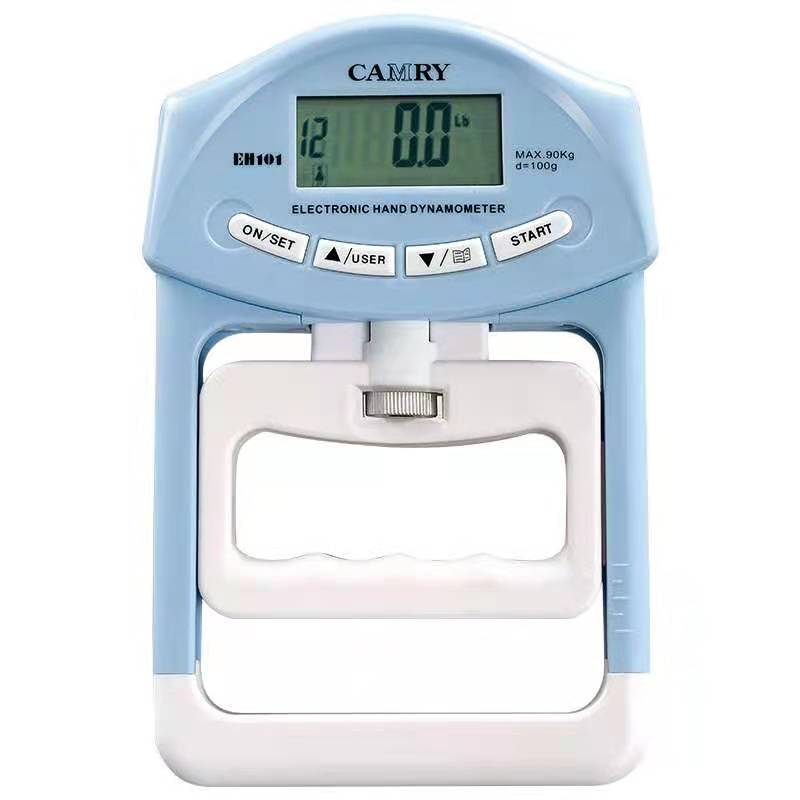 CAMRY
12 0.0 Lb
EH101
MAX.90Kg
d=100g
ELECTRONIC HAND DYNAMOMETER
ON/SET ▲/USER ▼/ START